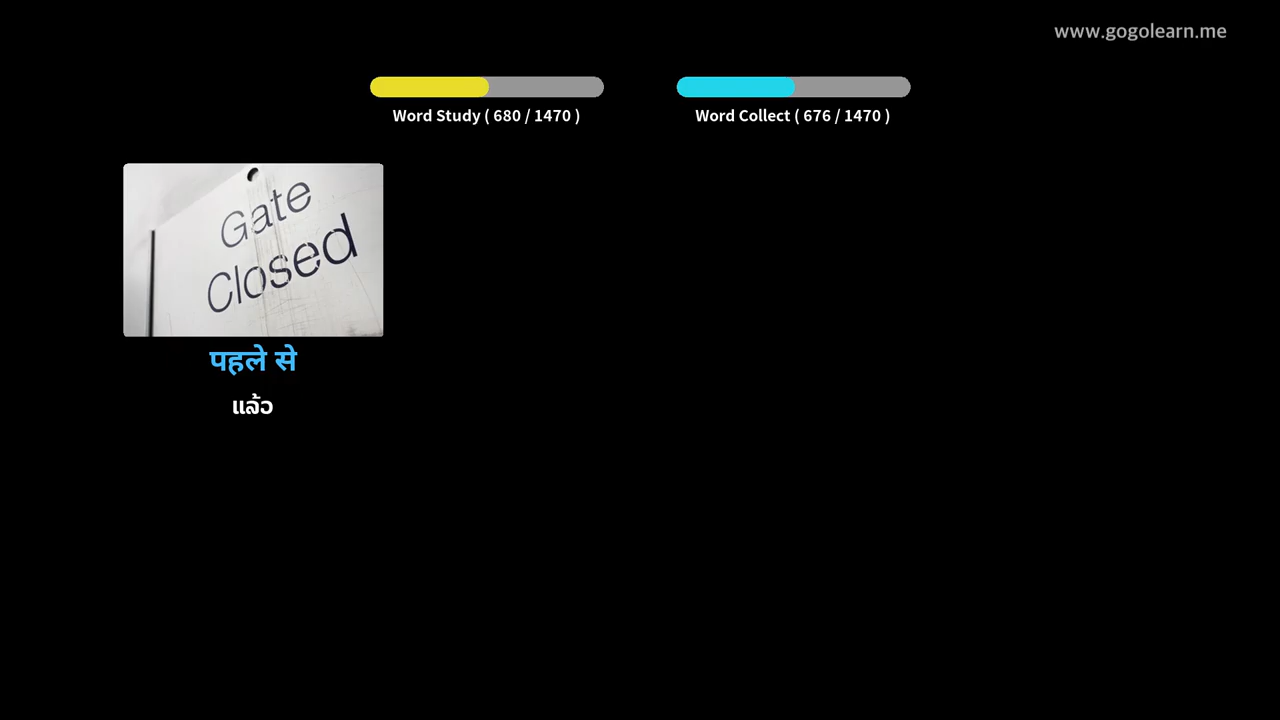 www.gogolearn.me
Word Study ( 680 / 1470 )
Word Collect ( 676 / 1470 )
Gate
Closed
पहले से
แล้ว